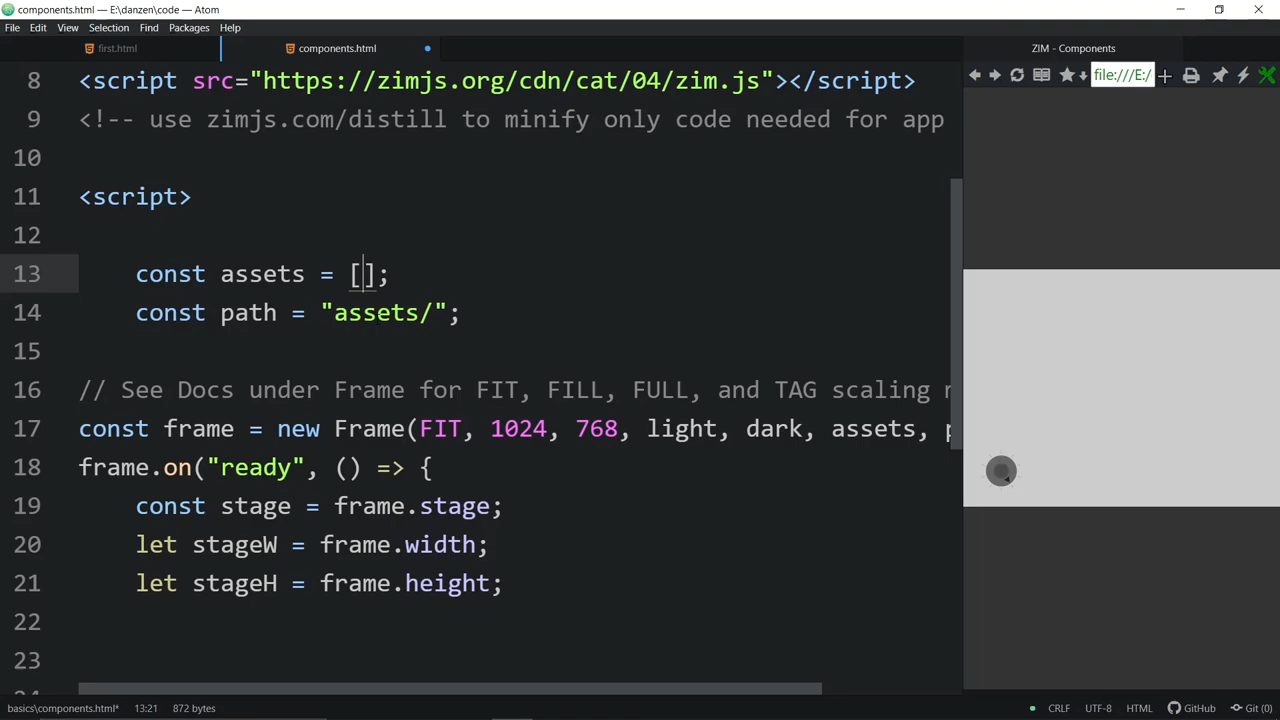 components.html — E:\danzen\code — Atom
File Edit View Selection Find Packages Help
first.html
components.html
ZIM - Components
file:///E:/
8 <script src="https://zimjs.org/cdn/cat/04/zim.js"></script>
9 <!-- use zimjs.com/distill to minify only code needed for app
10
11 <script>
12
13 const assets = [];
14 const path = "assets/";
15
16 // See Docs under Frame for FIT, FILL, FULL, and TAG scaling
17 const frame = new Frame(FIT, 1024, 768, light, dark, assets, p
18 frame.on("ready", () => {
19 const stage = frame.stage;
20 let stageW = frame.width;
21 let stageH = frame.height;
22
23
basics\components.html* 13:21 872 bytes CRLF UTF-8 HTML GitHub Git (0)